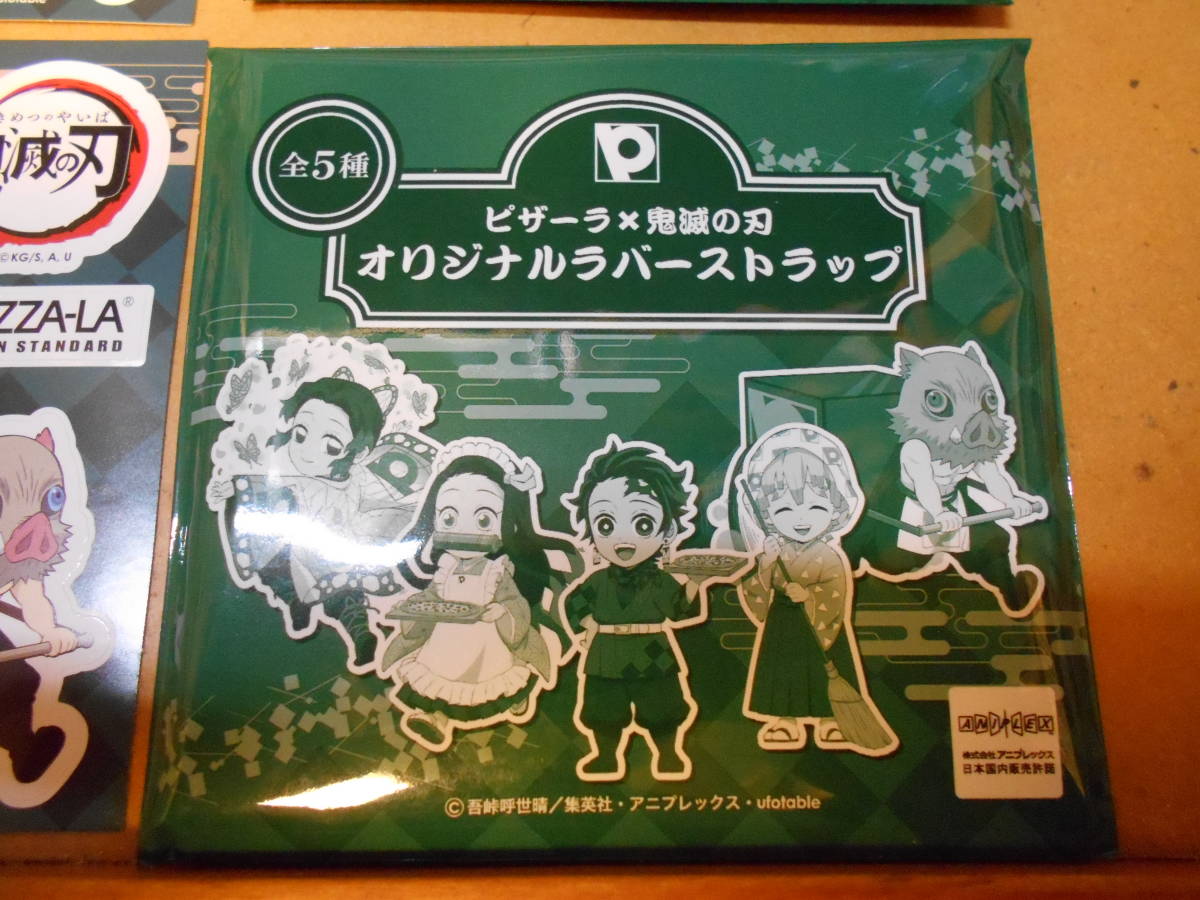 ufotable
きめつのやいば
滅の刃
©KG/S, A, U
ZZA-LA®
N STANDARD
全5種
P
ピザーラ×鬼滅の刃
オリジナルラバーストラップ
ANIPLEX
株式会社アニプレックス
日本国内販売許諾
©吾峠呼世晴／集英社・アニプレックス・ufotable